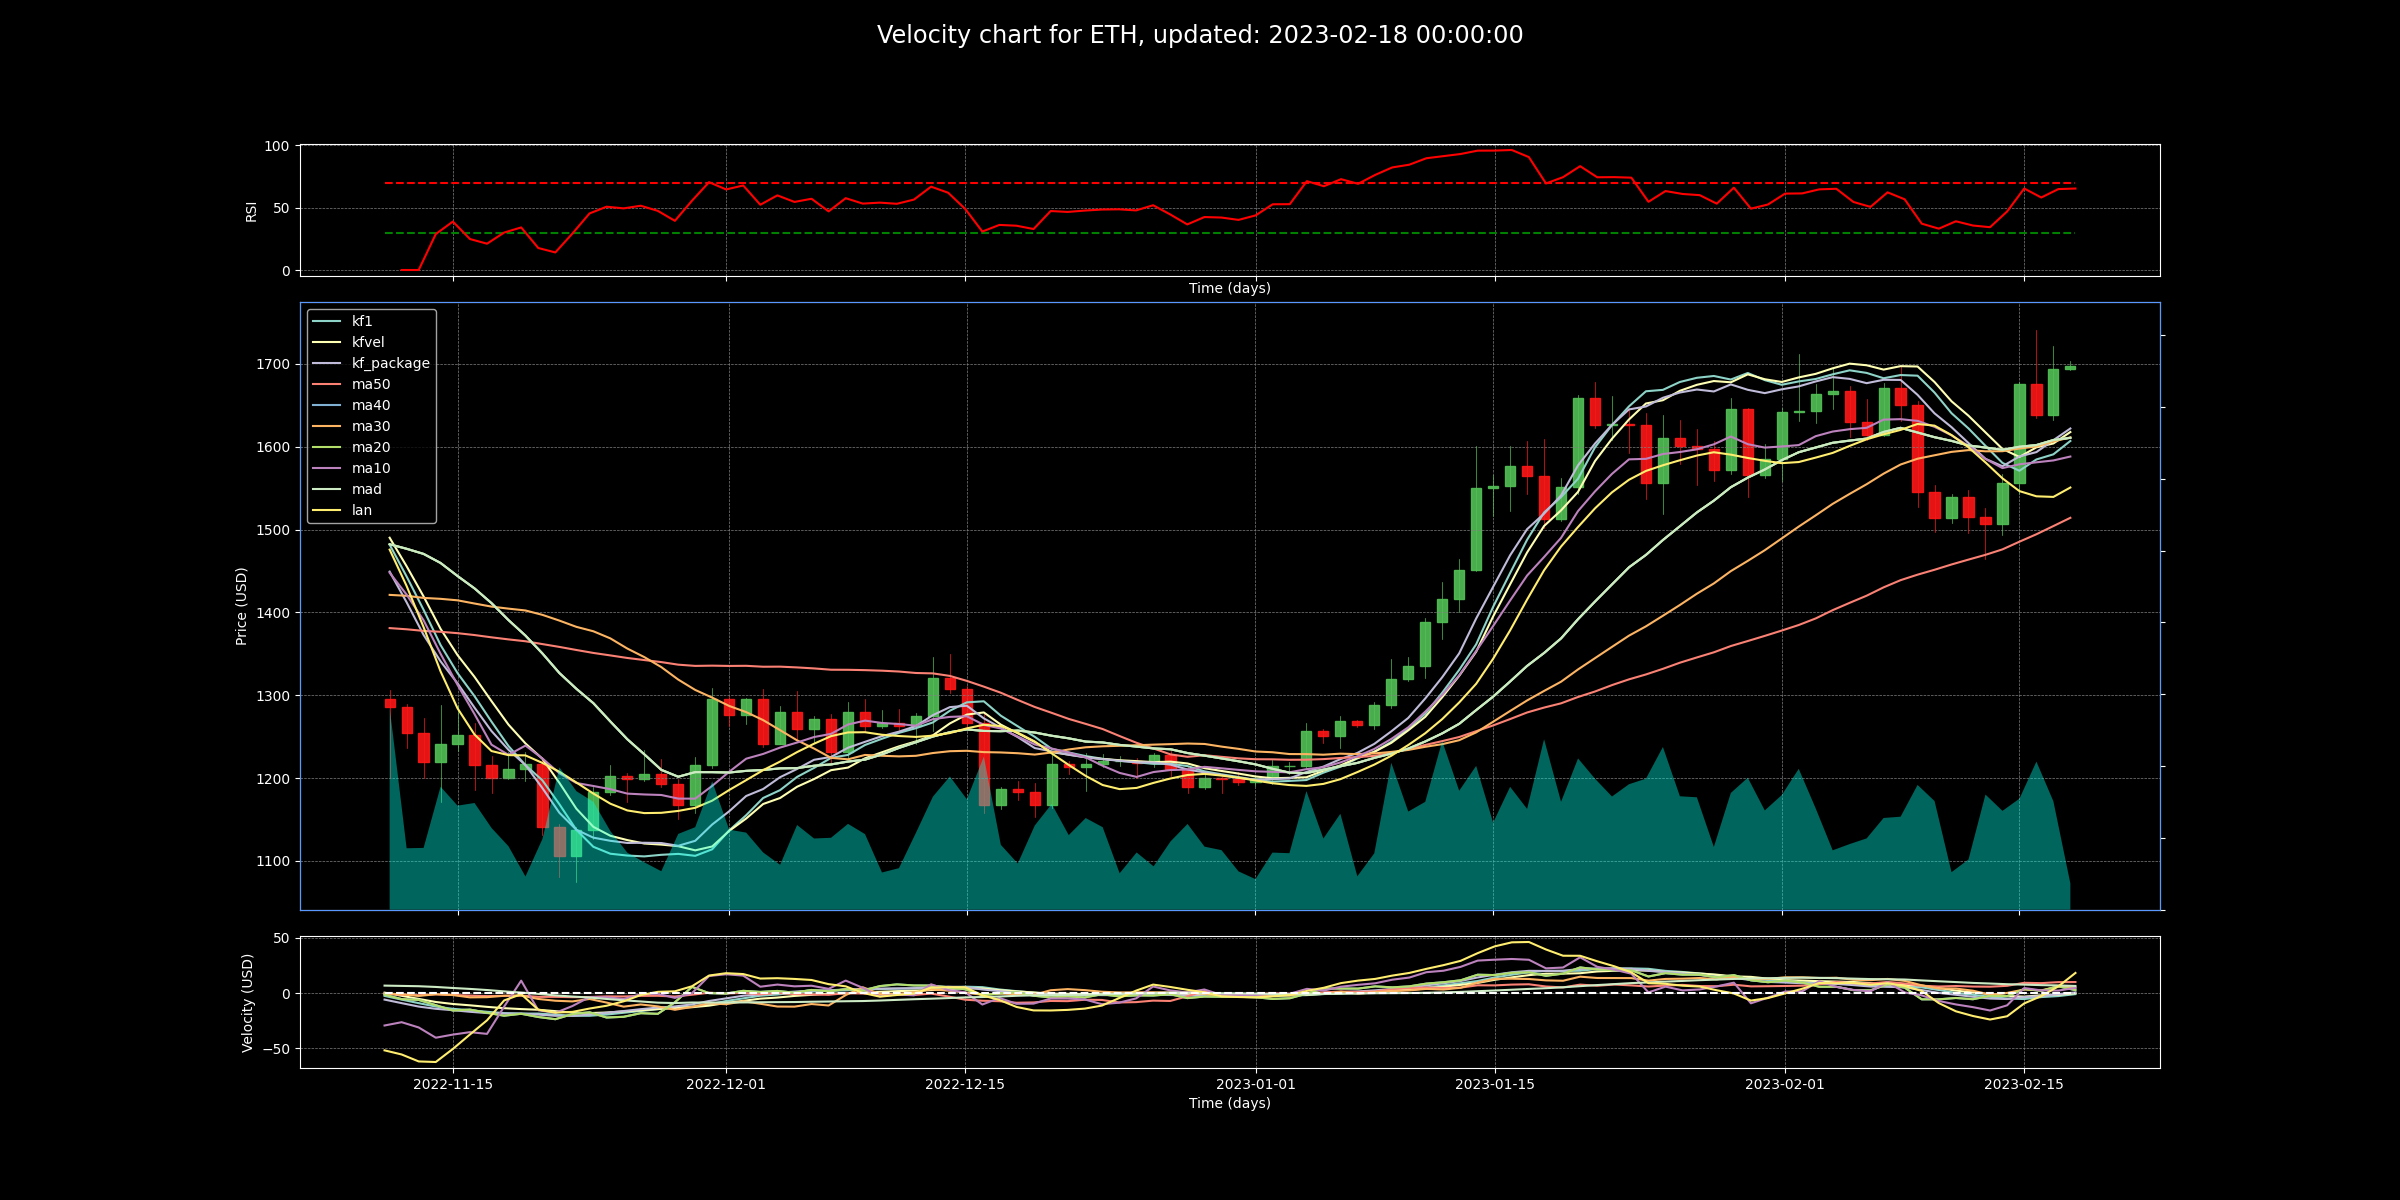 Velocity chart for ETH, updated: 2023-02-18 00:00:00
100
50
0
RSI
Time (days)
kf1
kfvel
kf_package
ma50
ma40
ma30
ma20
ma10
mad
lan
1700
1600
1500
1400
1300
1200
1100
Price (USD)
50
0
−50
Velocity (USD)
2022-11-15
2022-12-01
2022-12-15
2023-01-01
2023-01-15
2023-02-01
2023-02-15
Time (days)